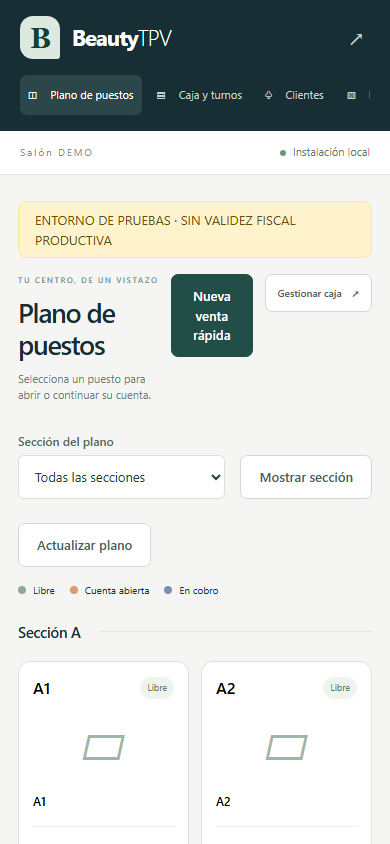 B BeautyTPV ↗
Plano de puestos Caja y turnos Clientes
Salón DEMO Instalación local
ENTORNO DE PRUEBAS · SIN VALIDEZ FISCAL
PRODUCTIVA
TU CENTRO, DE UN VISTAZO
Plano de
puestos
Selecciona un puesto para
abrir o continuar su cuenta.
Nueva
venta
rápida
Gestionar caja ↗
Sección del plano
Todas las secciones
Mostrar sección
Actualizar plano
Libre Cuenta abierta En cobro
Sección A
A1 Libre
A1
A2 Libre
A2